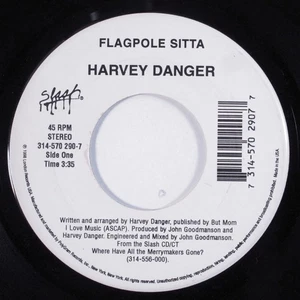 FLAGPOLE SITTA
HARVEY DANGER
slash
45 RPM
STEREO
314-570 290-7
Side One
Time 3:35
7 314-570 2907 7
Written and arranged by Harvey Danger, published by But Mom
I Love Music (ASCAP). Produced by John Goodmanson and
Harvey Danger. Engineered and Mixed by John Goodmanson.
From the Slash CD/CT
Where Have All the Merrymakers Gone?
(314-556-000).